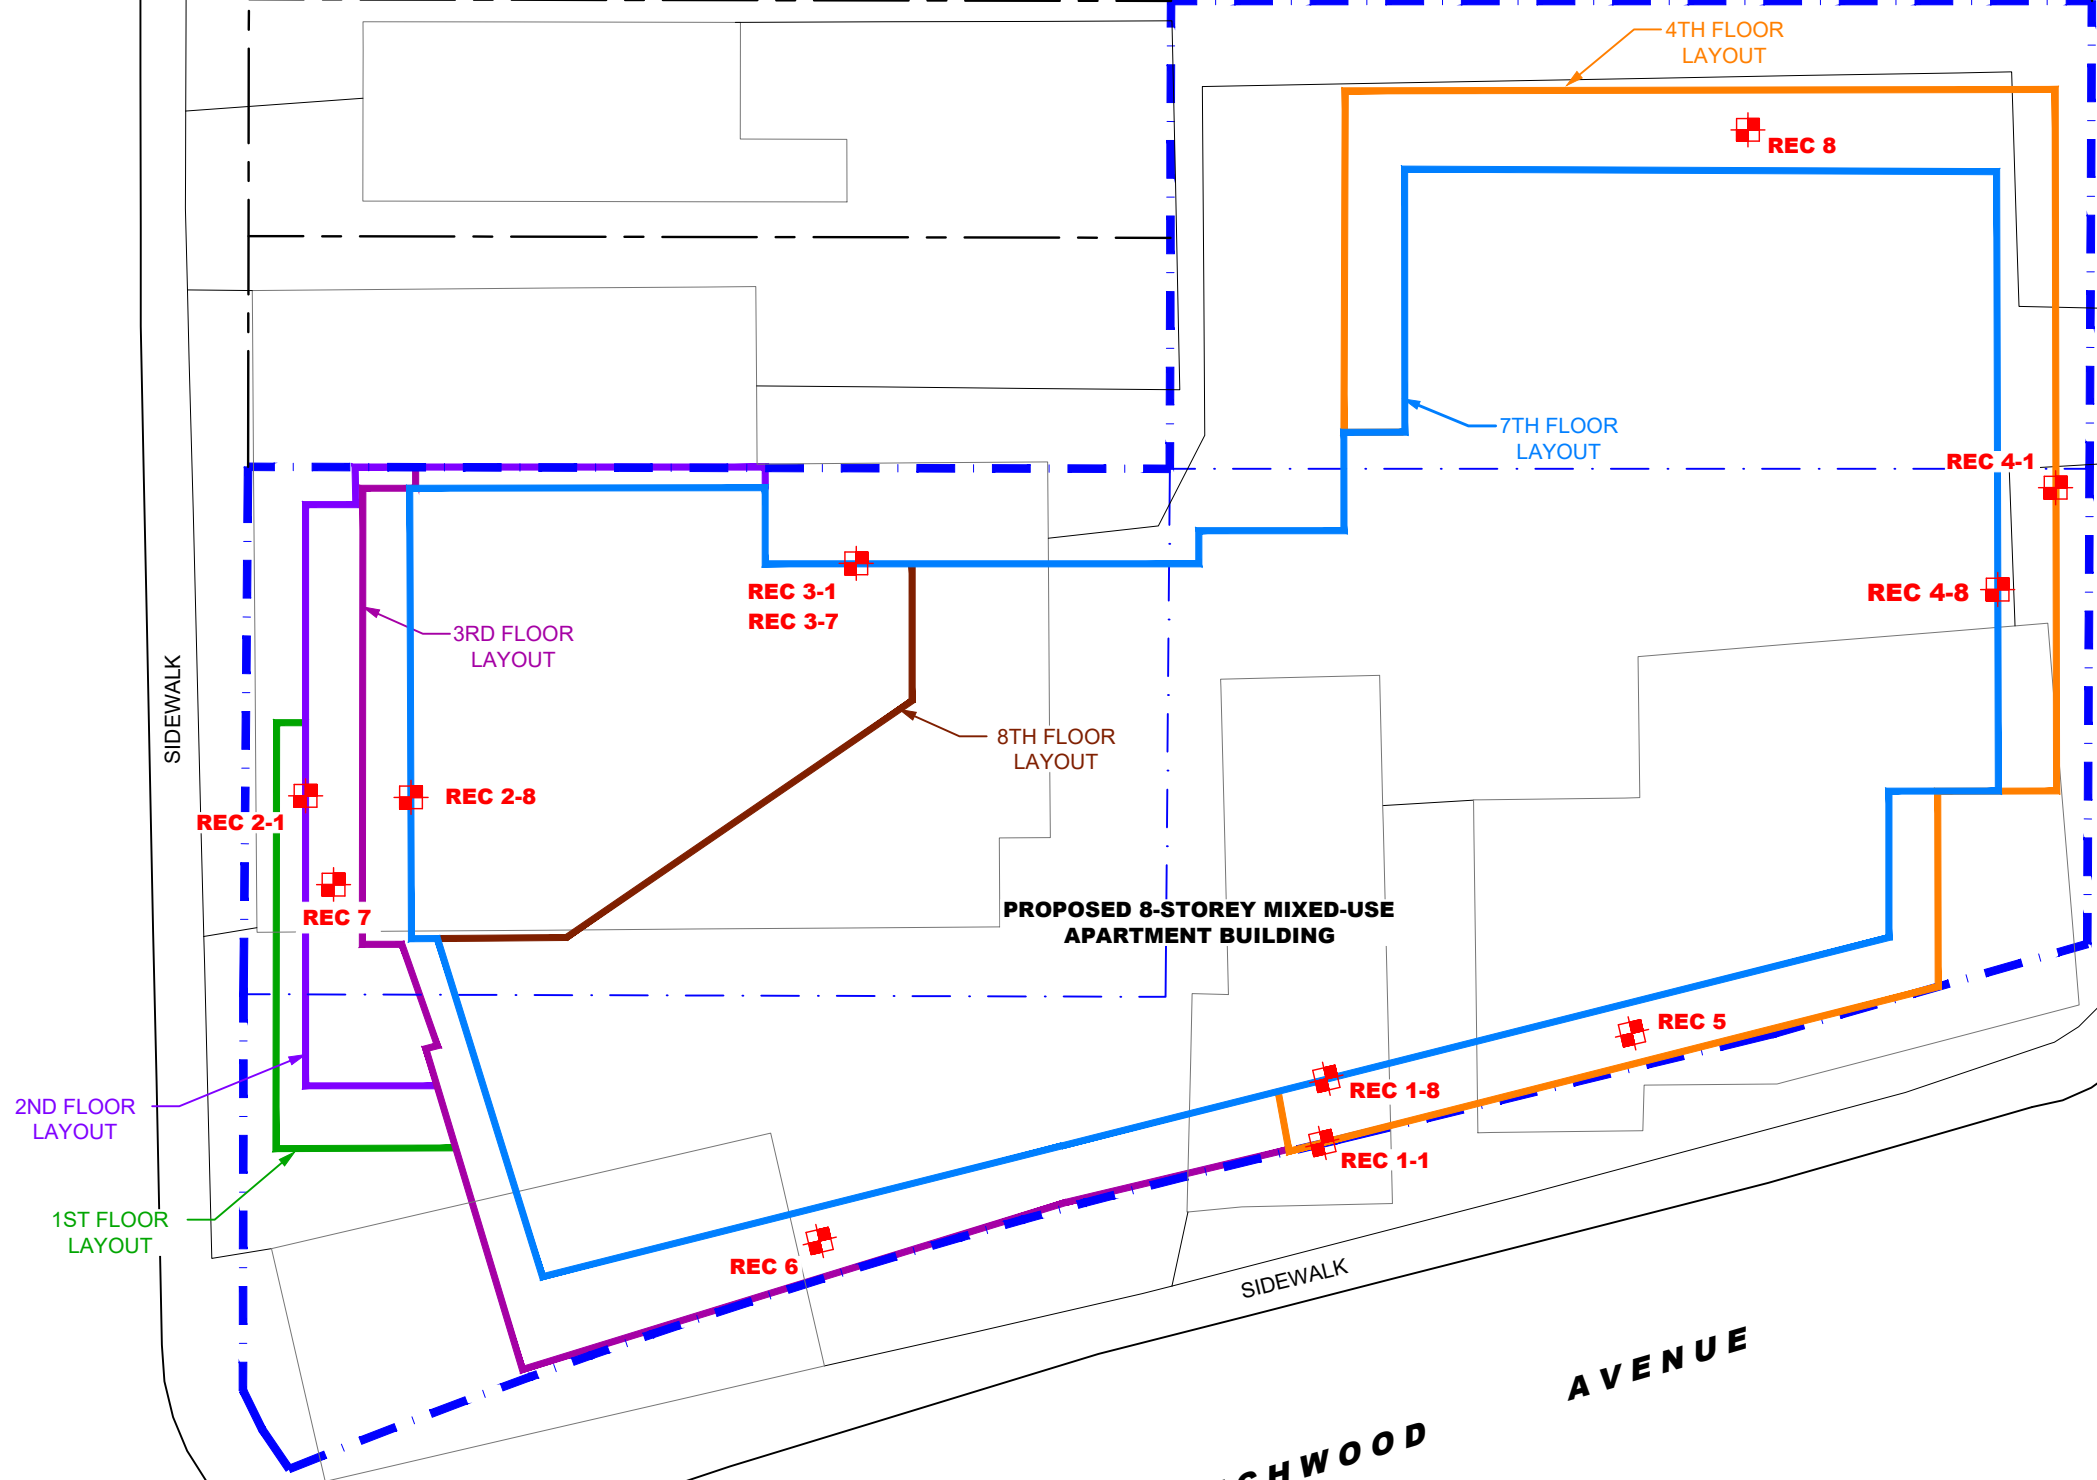 4TH FLOOR
LAYOUT
REC 8
7TH FLOOR
LAYOUT
REC 4-1
REC 3-1
REC 3-7
REC 4-8
3RD FLOOR
LAYOUT
SIDEWALK
8TH FLOOR
LAYOUT
REC 2-8
REC 2-1
REC 7
PROPOSED 8-STOREY MIXED-USE
APARTMENT BUILDING
REC 5
REC 1-8
2ND FLOOR
LAYOUT
REC 1-1
1ST FLOOR
LAYOUT
REC 6
SIDEWALK
CHWOOD AVENUE